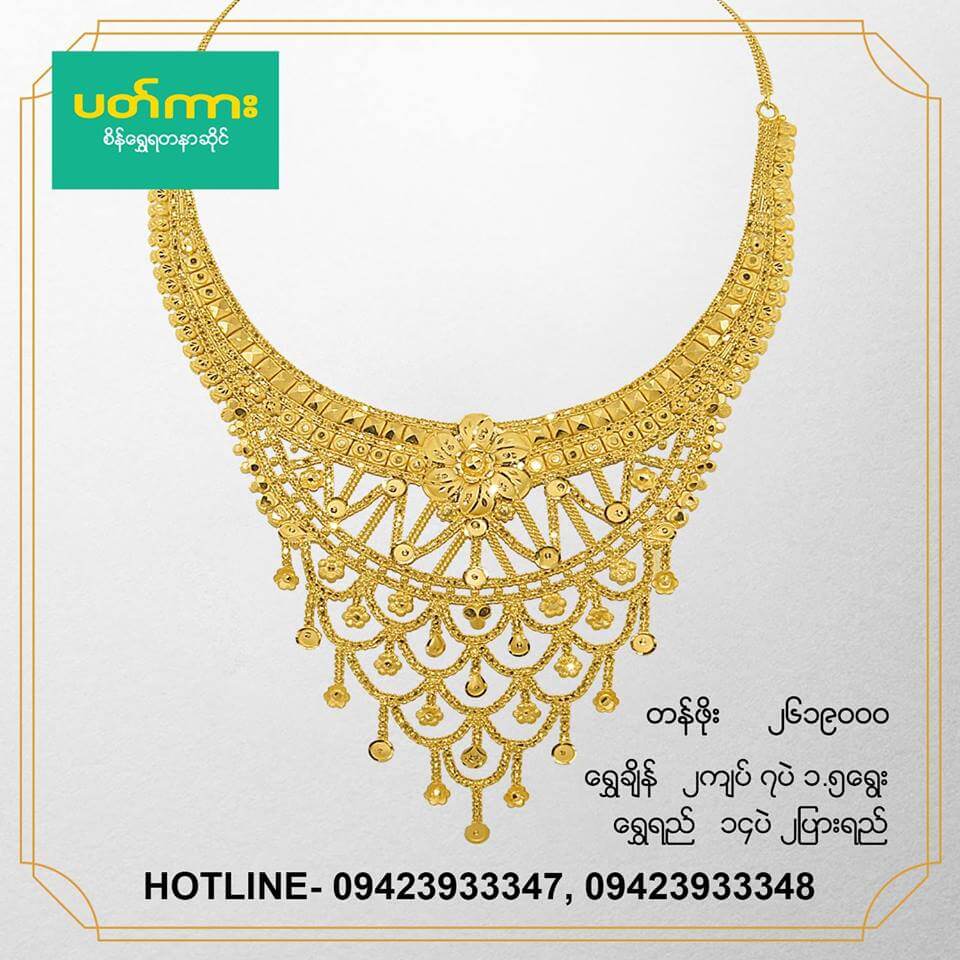 ပတ်ကား
စိန်ရွှေရတနာဆိုင်
တန်ဖိုး ၂၆၁၉၀၀၀
ရွှေချိန် ၂ကျပ် ၇ပဲ ၁.၅ရွေး
ရွှေရည် ၁၄ပဲ ၂ပြားရည်
HOTLINE- 09423933347, 09423933348